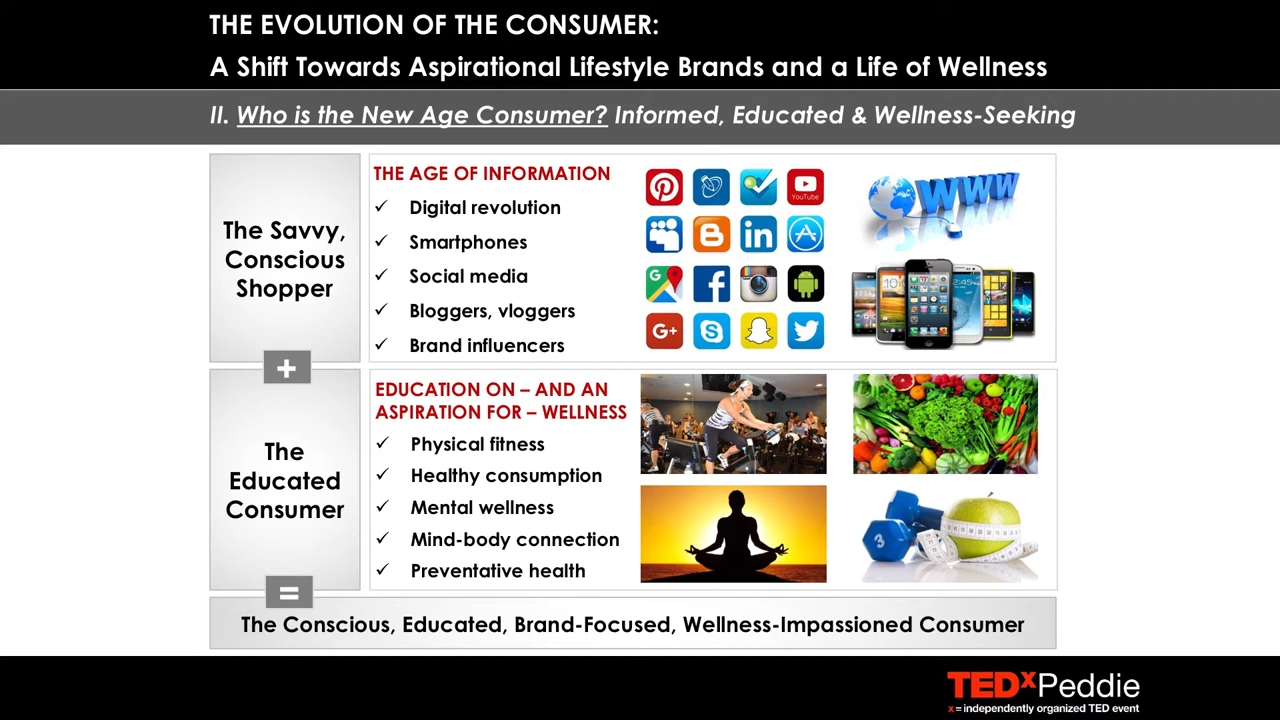 THE EVOLUTION OF THE CONSUMER:
A Shift Towards Aspirational Lifestyle Brands and a Life of Wellness
II. Who is the New Age Consumer? Informed, Educated & Wellness-Seeking
The Savvy,
Conscious
Shopper
THE AGE OF INFORMATION
Digital revolution
Smartphones
Social media
Bloggers, vloggers
Brand influencers
YouTube
in
G
f
G+
S
WWW
+
The
Educated
Consumer
EDUCATION ON – AND AN
ASPIRATION FOR – WELLNESS
Physical fitness
Healthy consumption
Mental wellness
Mind-body connection
Preventative health
3
=
The Conscious, Educated, Brand-Focused, Wellness-Impassioned Consumer
TEDxPeddie
x = independently organized TED event